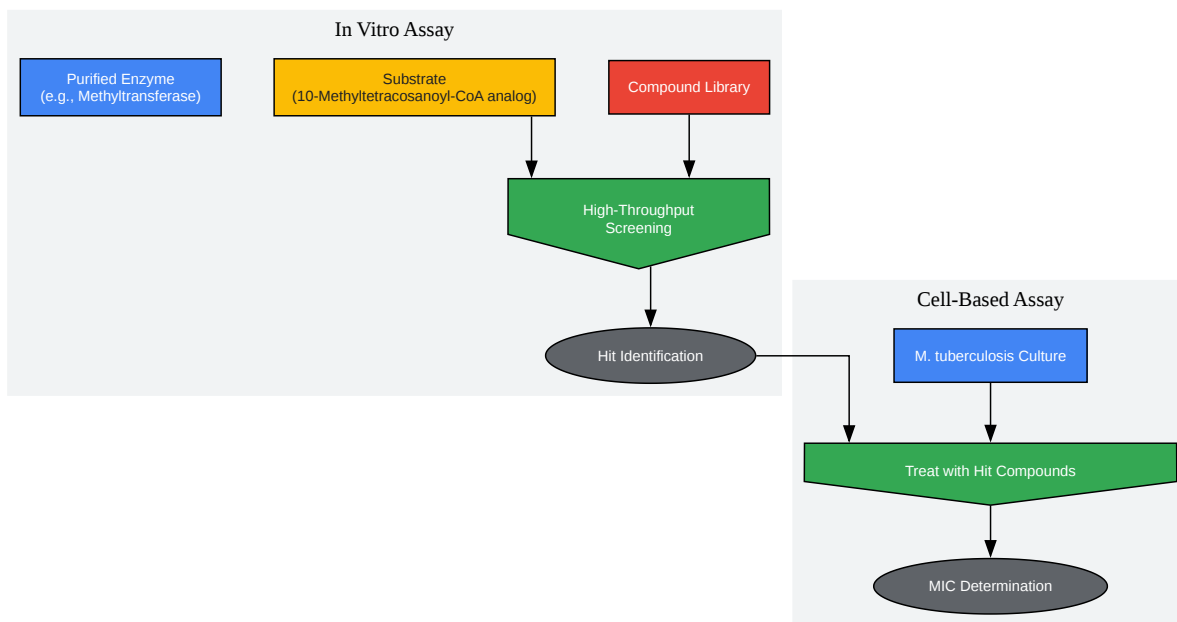 In Vitro Assay
Purified Enzyme
(e.g., Methyltransferase)
Substrate
(10-Methyltetracosanoyl-CoA analog)
Compound Library
High-Throughput
Screening
Hit Identification
Cell-Based Assay
M. tuberculosis Culture
Treat with Hit Compounds
MIC Determination